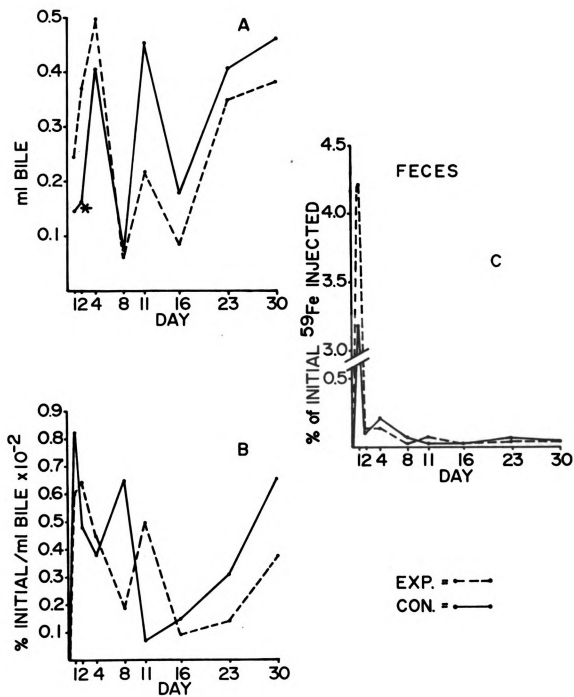 A
ml BILE
0.5
0.4
0.3
0.2
0.1
*
12 4 8 11 16 23 30
DAY
B
% INITIAL/ml BILE x10-2
0.9
0.8
0.7
0.6
0.5
0.4
0.3
0.2
0.1
12 4 8 11 16 23 30
DAY
FECES
C
% of INITIAL 59Fe INJECTED
4.5
4.0
3.5
3.0
0.5
12 4 8 11 16 23 30
DAY
EXP. =
CON. =